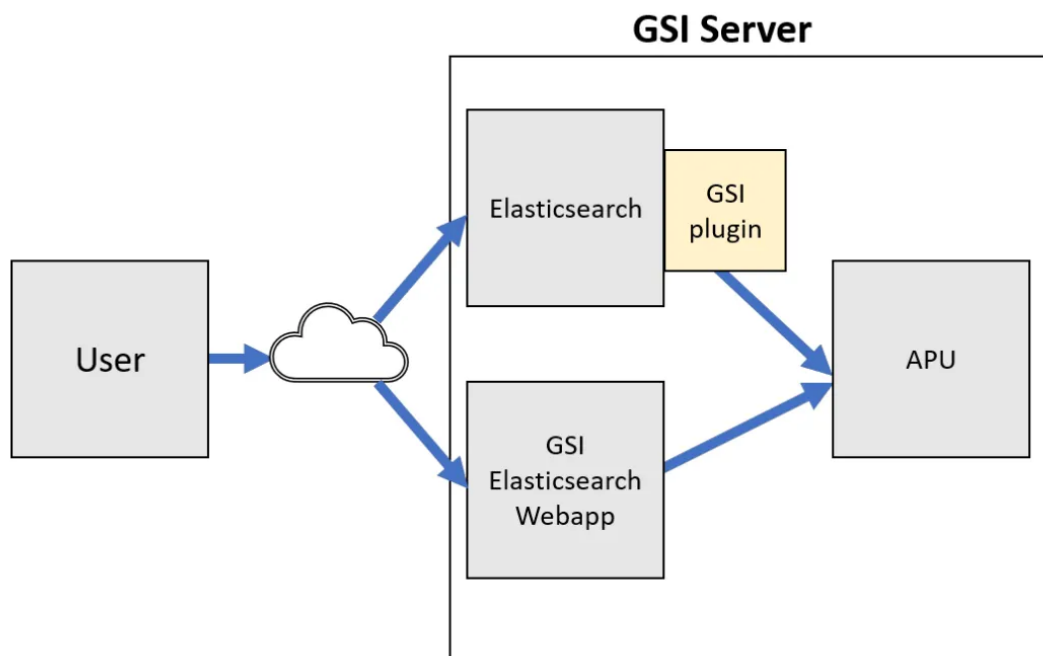 GSI Server
Elasticsearch
GSI
plugin
User
APU
GSI
Elasticsearch
Webapp